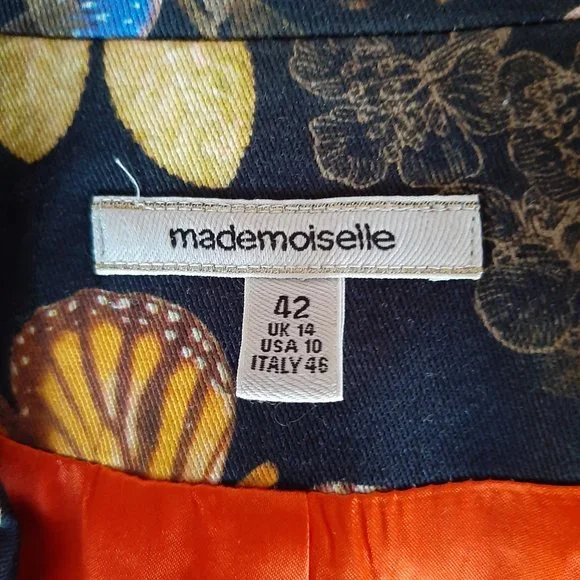 mademoiselle
42
UK 14
USA 10
ITALY 46